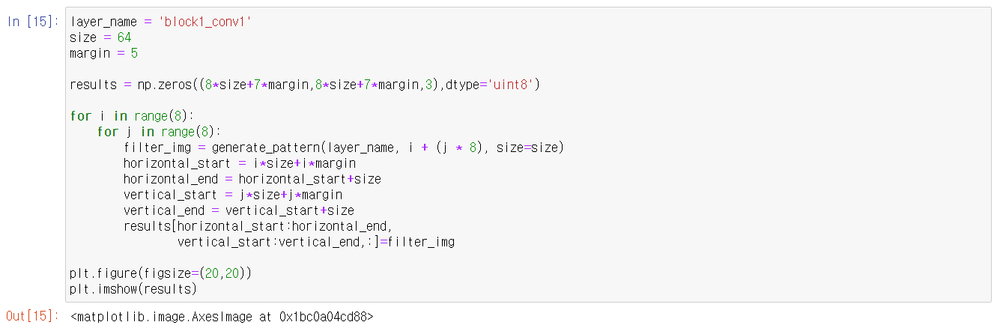 In [15]: layer_name = 'block1_conv1'
size = 64
margin = 5
results = np.zeros((8*size+7*margin,8*size+7*margin,3),dtype='uint8')
for i in range(8):
    for j in range(8):
        filter_img = generate_pattern(layer_name, i + (j * 8), size=size)
        horizontal_start = i*size+i*margin
        horizontal_end = horizontal_start+size
        vertical_start = j*size+j*margin
        vertical_end = vertical_start+size
        results[horizontal_start:horizontal_end,
                vertical_start:vertical_end,:]=filter_img
plt.figure(figsize=(20,20))
plt.imshow(results)
Out[15]: <matplotlib.image.AxesImage at 0x1bc0a04cd88>